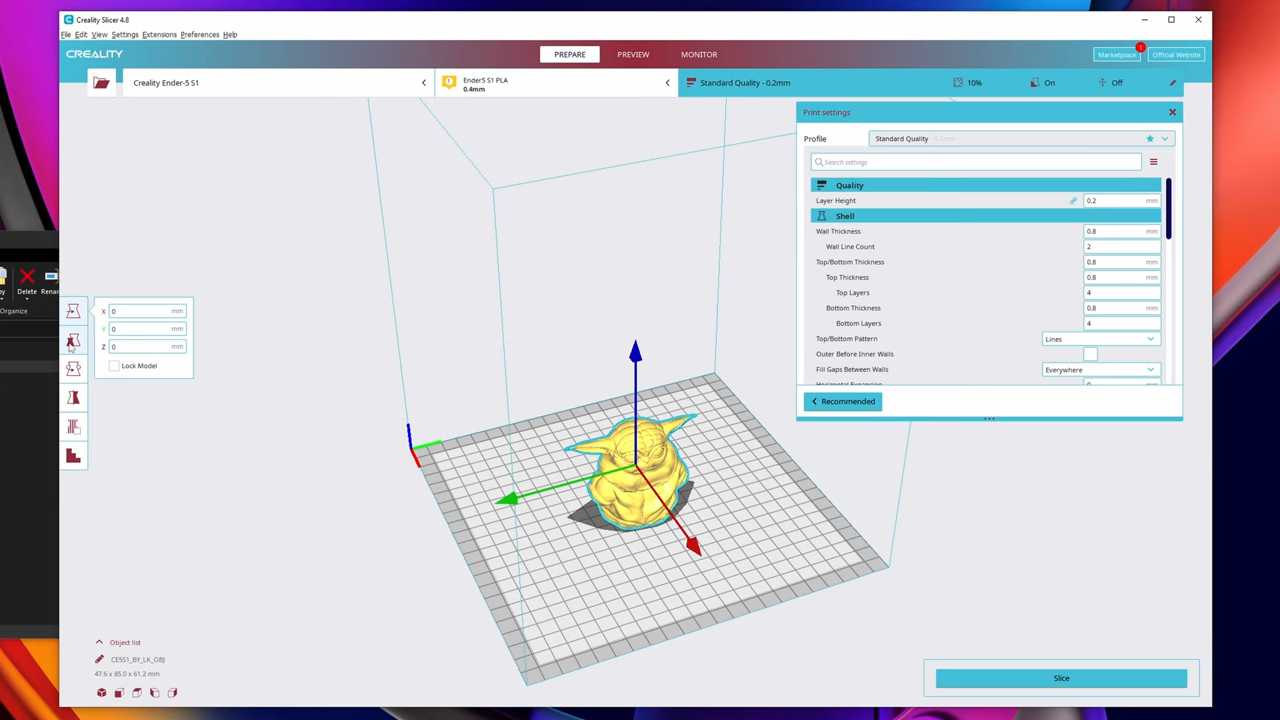 Creality Slicer 4.8
File Edit View Settings Extensions Preferences Help
CREALITY
PREPARE
PREVIEW
MONITOR
Marketplace
1
Official Website
Creality Ender-5 S1
Ender5 S1 PLA
0.4mm
Standard Quality - 0.2mm
10%
On
Off
Print settings
Profile
Standard Quality - 0.2mm
Search settings
Quality
Layer Height 0.2 mm
Shell
Wall Thickness 0.8 mm
Wall Line Count 2
Top/Bottom Thickness 0.8 mm
Top Thickness 0.8 mm
Top Layers 4
Bottom Thickness 0.8 mm
Bottom Layers 4
Top/Bottom Pattern Lines
Outer Before Inner Walls
Fill Gaps Between Walls Everywhere
Horizontal Expansion 0
Recommended
Delete
Organize
X 0 mm
Y 0 mm
Z 0 mm
Lock Model
Object list
CE5S1_BY_LK_OBJ
47.6 x 85.0 x 61.2 mm
Slice